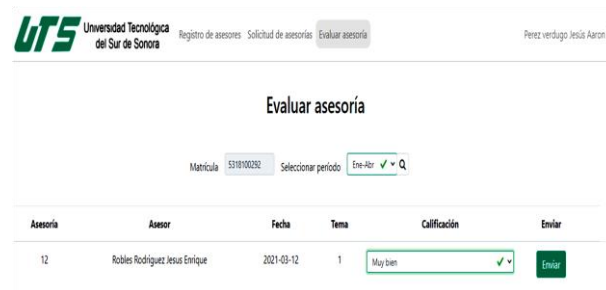 UTS Universidad Tecnológica
del Sur de Sonora
Registro de asesores Solicitud de asesorías Evaluar asesoría Perez verdugo Jesús Aaron
Evaluar asesoría
Matrícula 5318100292 Seleccionar período Ene-Abr
Asesoría Asesor Fecha Tema Calificación Enviar
12 Robles Rodriguez Jesus Enrique 2021-03-12 1 Muy bien Enviar